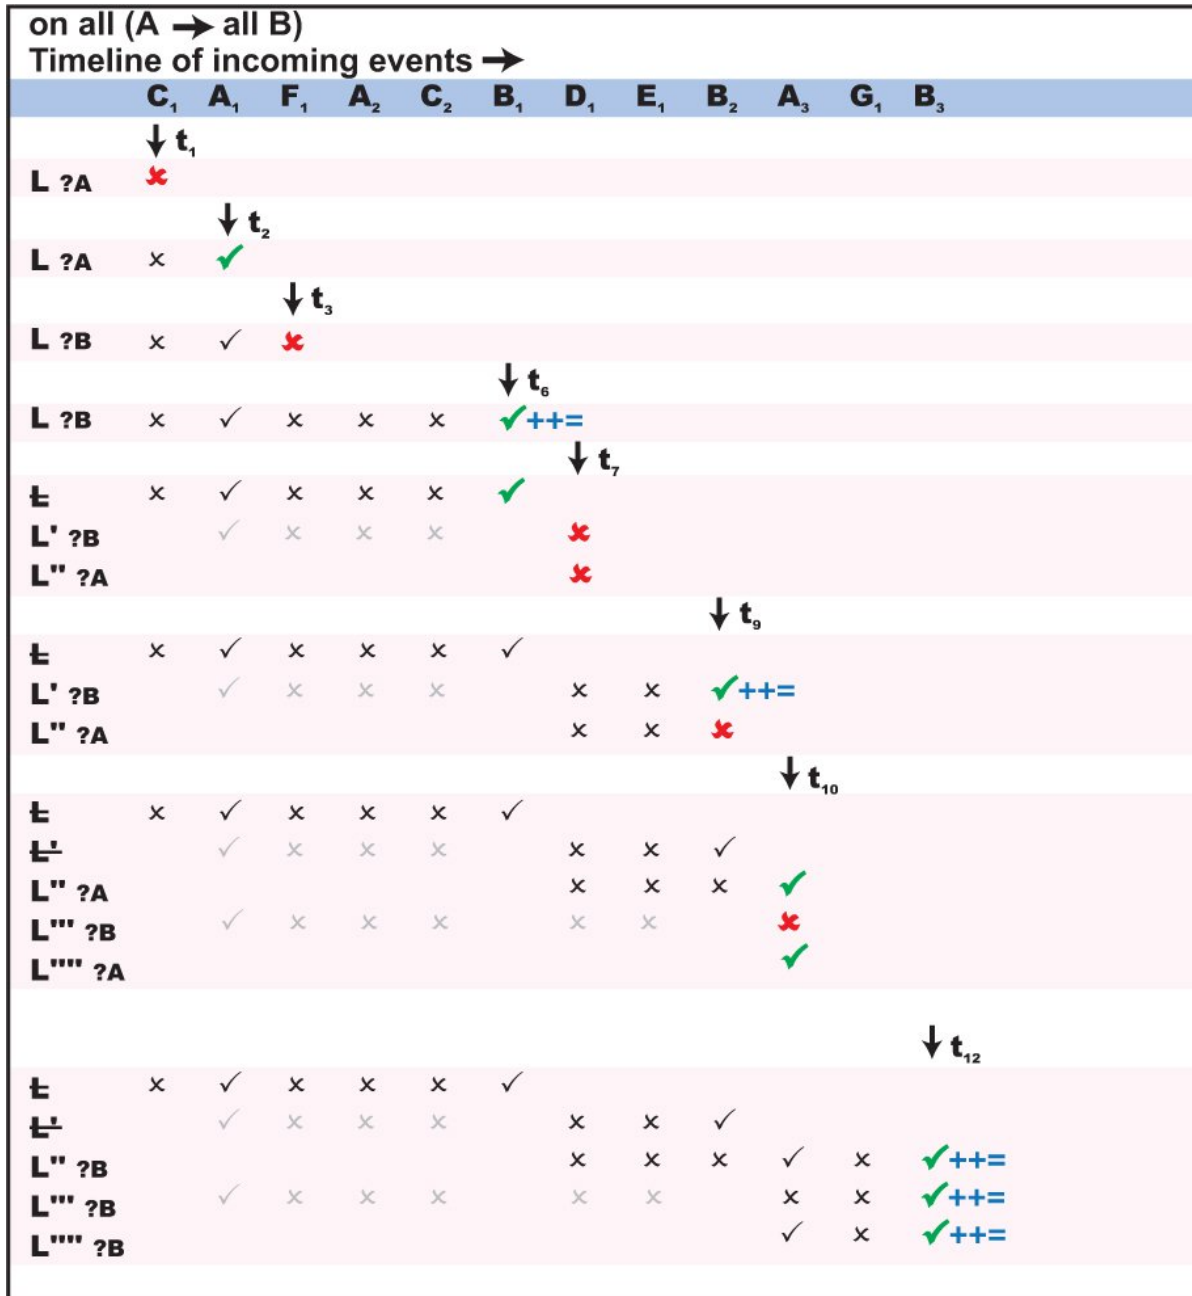 on all (A → all B)
Timeline of incoming events →
C₁ A₁ F₁ A₂ C₂ B₁ D₁ E₁ B₂ A₃ G₁ B₃
↓ t₁
L ?A ✗
↓ t₂
L ?A ✗ ✓
↓ t₃
L ?B ✗ ✓ ✗
↓ t₆
L ?B ✗ ✓ ✗ ✗ ✗ ✓++=
↓ t₇
L ✗ ✓ ✗ ✗ ✗ ✓
L' ?B ✓ ✗ ✗ ✗ ✗
L" ?A ✗
↓ t₉
L ✗ ✓ ✗ ✗ ✗ ✓
L' ?B ✓ ✗ ✗ ✗ ✗ ✗ ✓++=
L" ?A ✗ ✗ ✗
↓ t₁₀
L ✗ ✓ ✗ ✗ ✗ ✓
L' ✓ ✗ ✗ ✗ ✗ ✗ ✓
L" ?A ✗ ✗ ✗ ✓
L"' ?B ✓ ✗ ✗ ✗ ✗ ✗ ✗
L"" ?A ✓
↓ t₁₂
L ✗ ✓ ✗ ✗ ✗ ✓
L' ✓ ✗ ✗ ✗ ✗ ✗ ✓
L" ?B ✗ ✗ ✗ ✓ ✗ ✓++=
L"' ?B ✓ ✗ ✗ ✗ ✗ ✗ ✗ ✗ ✓++=
L"" ?B ✓ ✗ ✓++=